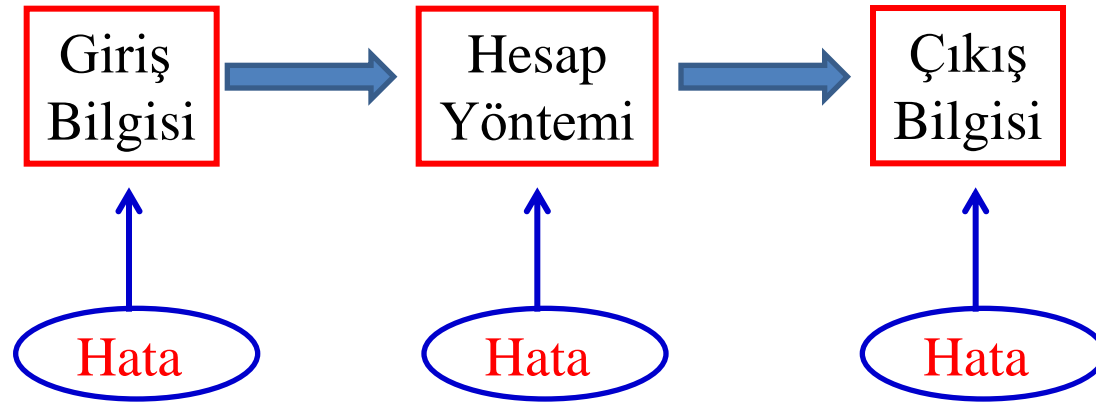 Giriş
Bilgisi
Hesap
Yöntemi
Çıkış
Bilgisi
Hata
Hata
Hata